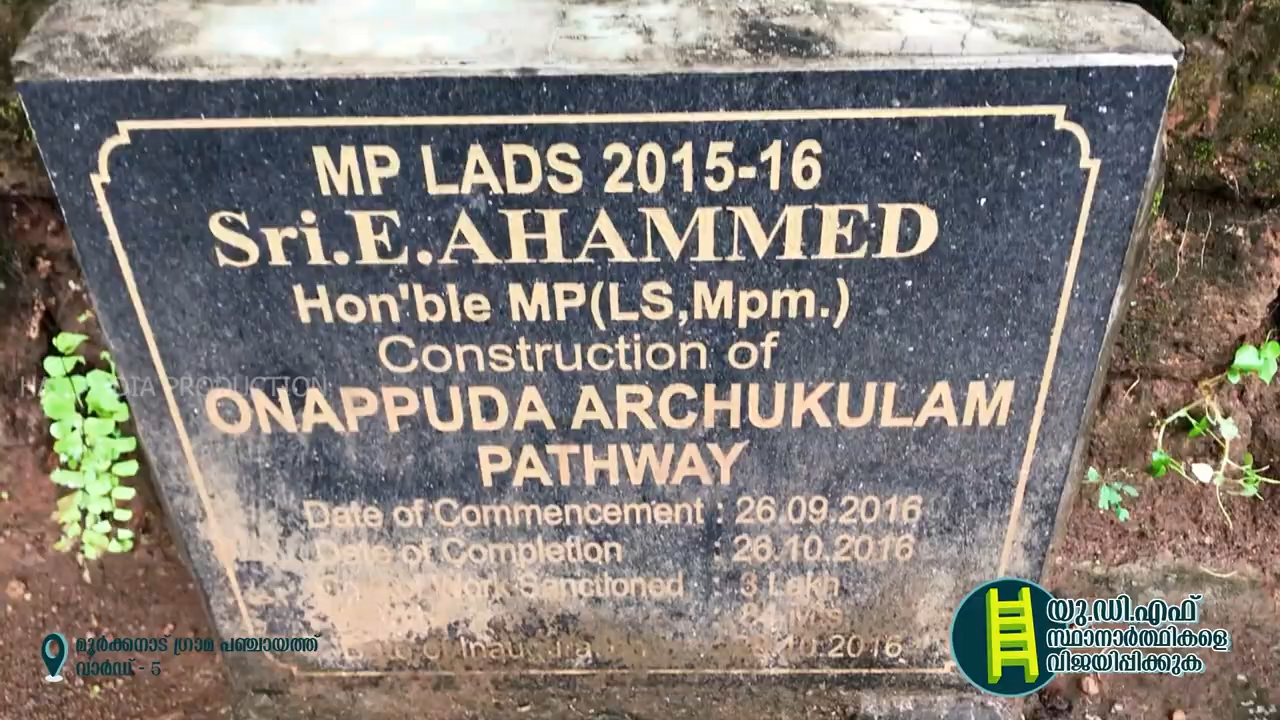 MP LADS 2015-16
Sri.E.AHAMMED
Hon'ble MP(LS,Mpm.)
Construction of
ONAPPUDA ARCHUKULAM
PATHWAY
Date of Commencement : 26.09.2016
Date of Completion : 26.10.2016
Work Sanctioned : 3 Lakh
2016
PRODUCTION
മൂർക്കനാട് ഗ്രാമ പഞ്ചായത്ത്
വാർഡ് - 5
യു.ഡി.എഫ്
സ്ഥാനാർത്ഥികളെ
വിജയിപ്പിക്കുക